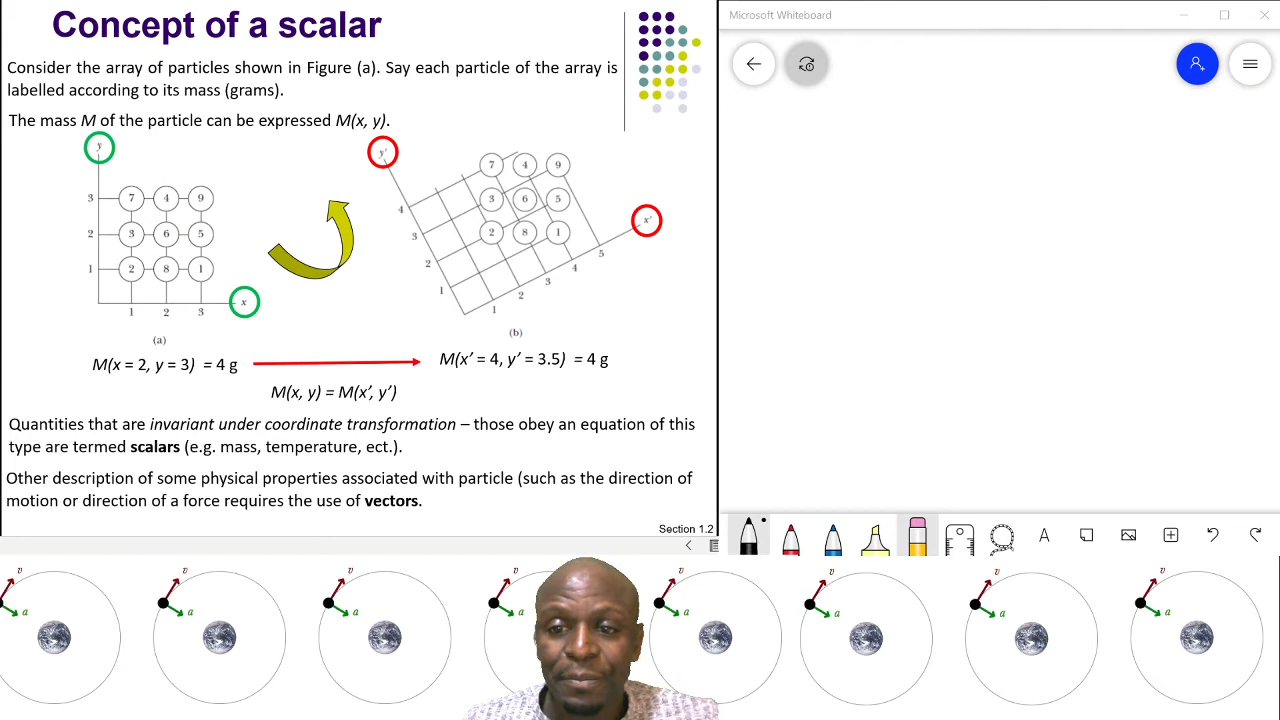 Concept of a scalar
Consider the array of particles shown in Figure (a). Say each particle of the array is
labelled according to its mass (grams).
The mass M of the particle can be expressed M(x, y).
y
3 7 4 9
2 3 6 5
1 2 8 1
x
1 2 3
(a)
y'
7 4 9
4 3 6 5
x'
3 2 8 1
2 5
1 4
3
2
1
(b)
M(x = 2, y = 3) = 4 g
M(x' = 4, y' = 3.5) = 4 g
M(x, y) = M(x', y')
Quantities that are invariant under coordinate transformation – those obey an equation of this
type are termed scalars (e.g. mass, temperature, ect.).
Other description of some physical properties associated with particle (such as the direction of
motion or direction of a force requires the use of vectors.
Section 1.2
Microsoft Whiteboard
A
v v v v v v v v
a a a a a a a